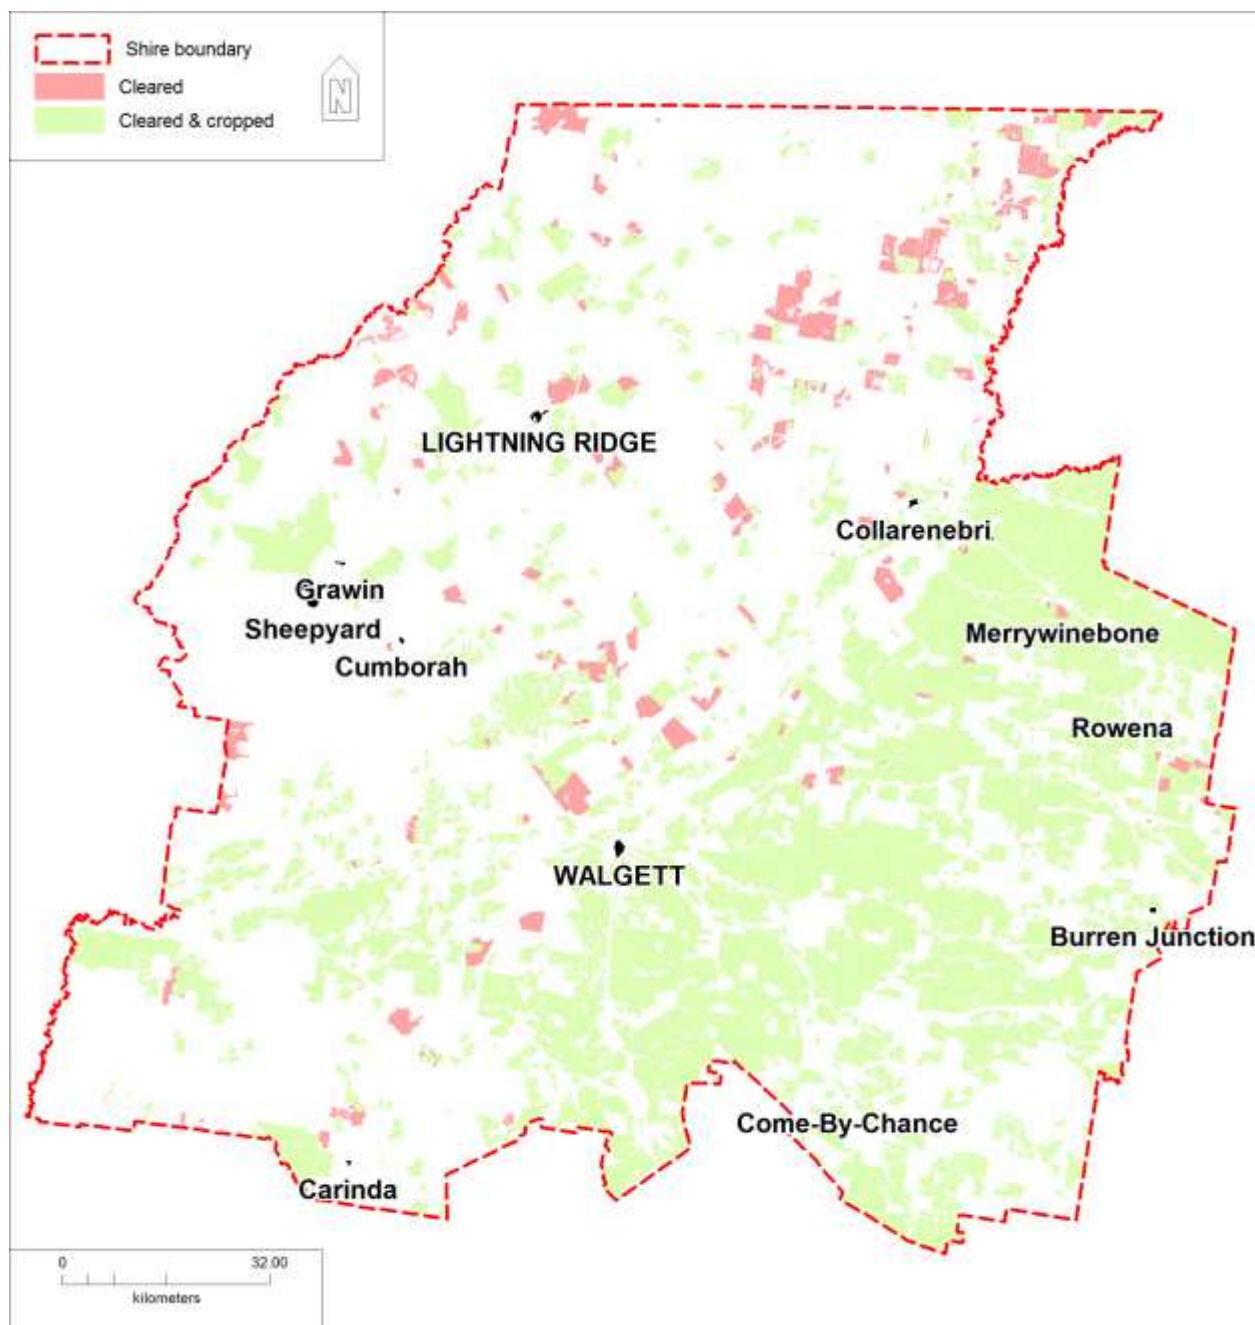 Shire boundary
Cleared
Cleared & cropped
N
LIGHTNING RIDGE
Collarenebri
Grawin
Sheepyard
Cumborah
Merrywinebone
Rowena
WALGETT
Burren Junction
Come-By-Chance
Carinda
0 32.00
kilometers